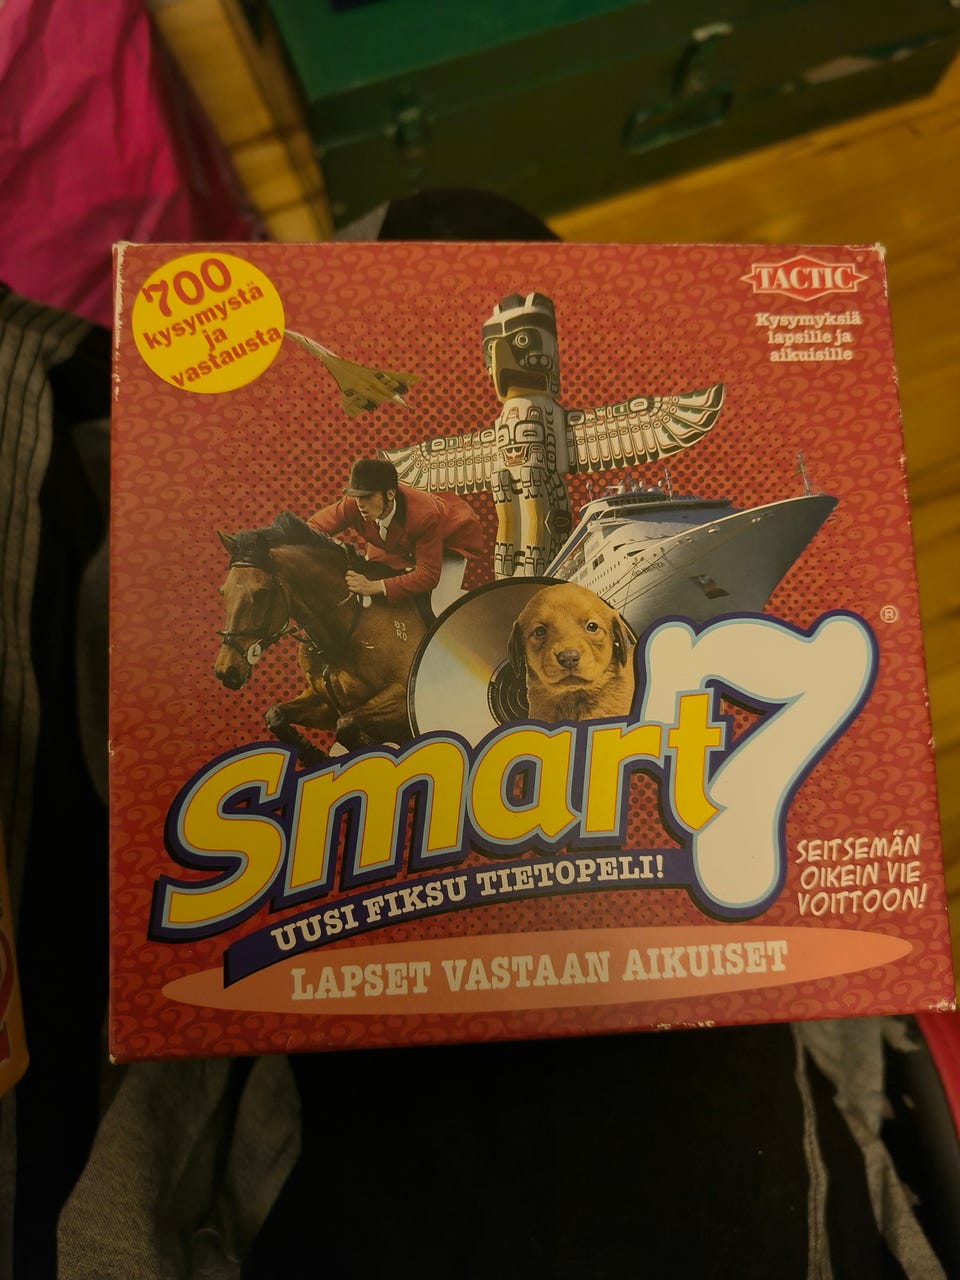 700
kysymystä
ja
vastausta
TACTIC
Kysymyksiä
lapsille ja
aikuisille
Smart7
®
UUSI FIKSU TIETOPELI!
SEITSEMÄN
OIKEIN VIE
VOITTOON!
LAPSET VASTAAN AIKUISET